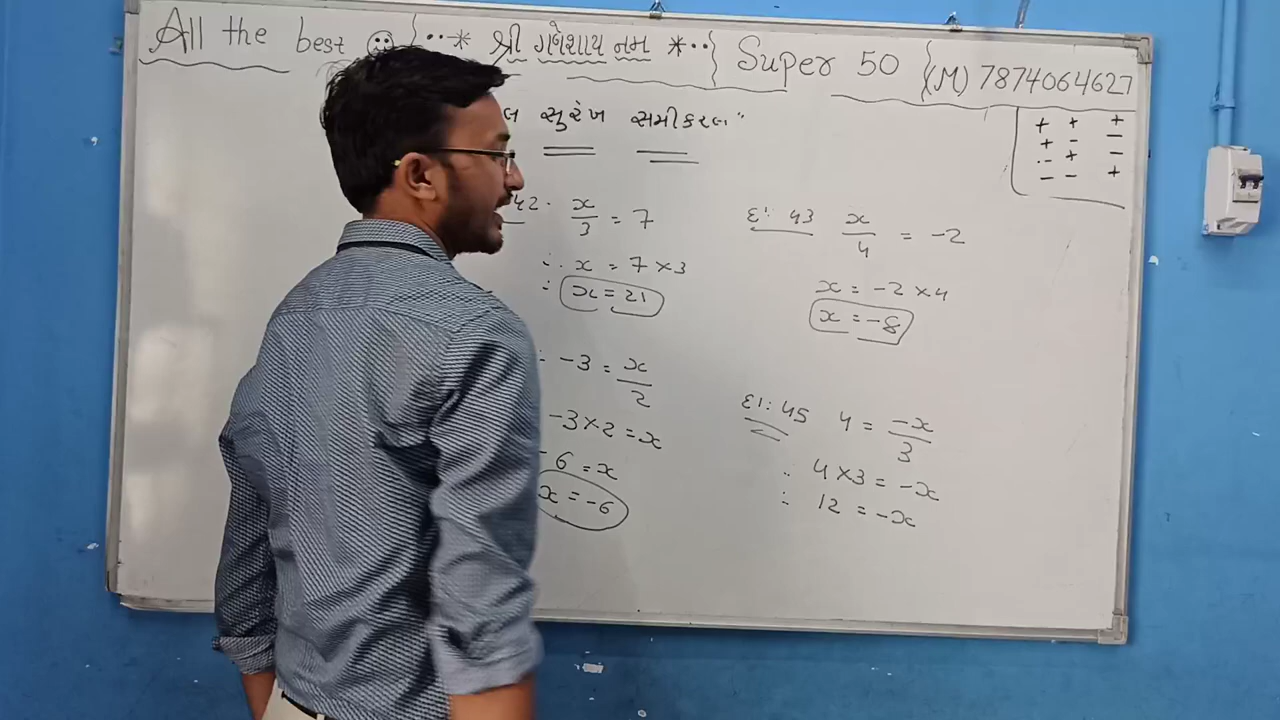 All the best ☺ {··* શ્રી ગણેશાય નમ *··} Super 50 {(M) 7874064627
સુરેખ સમીકરણ"
+ + +
+ - -
- + -
- - +
42. x/3 = 7
∴ x = 7 × 3
∴ x = 21
દા: 43 x/4 = -2
x = -2 × 4
x = -8
-3 = x/2
-3 × 2 = x
-6 = x
x = -6
દા: 45 4 = -x/3
∴ 4 × 3 = -x
∴ 12 = -x